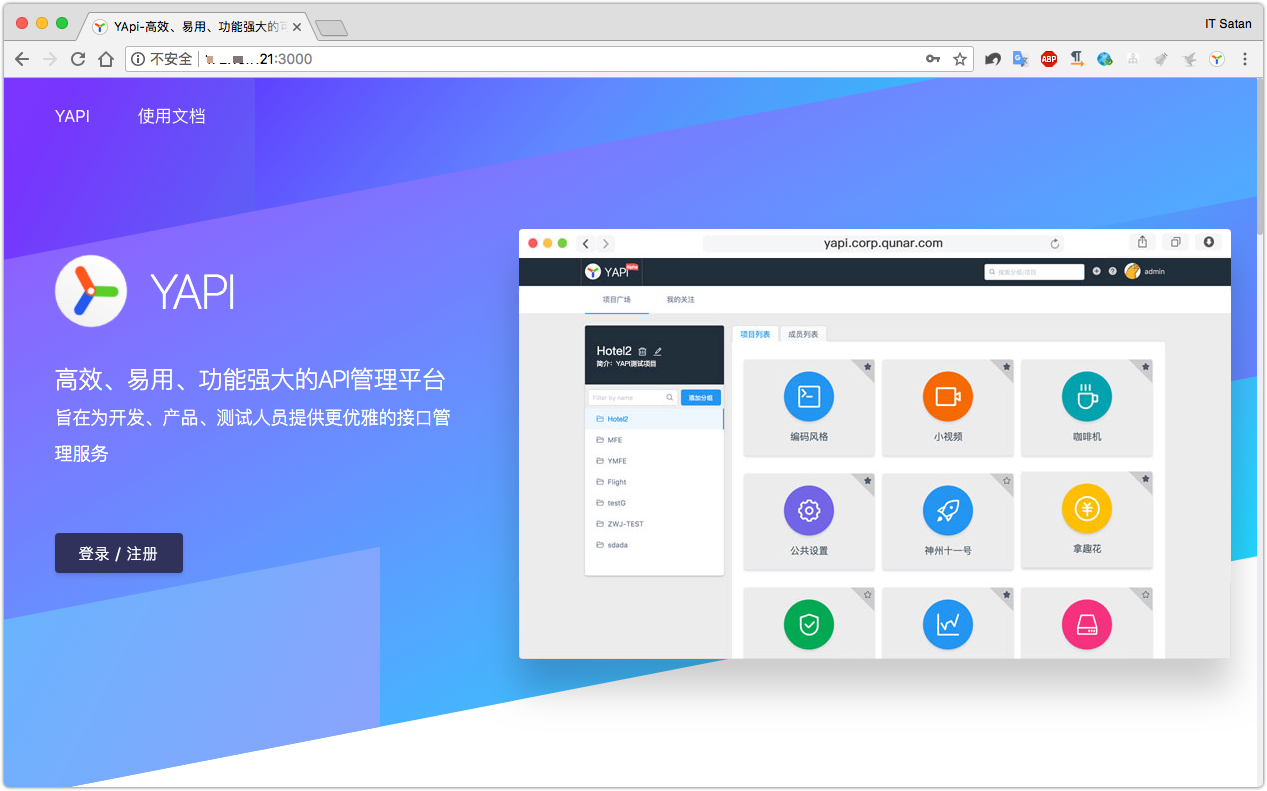 YApi-高效、易用、功能强大的
IT Satan
不安全
21:3000
ABP
YAPI
使用文档
YAPI
高效、易用、功能强大的API管理平台
旨在为开发、产品、测试人员提供更优雅的接口管
理服务
登录 / 注册
yapi.corp.qunar.com
YAPI
搜索分组/项目
admin
项目广场
我的关注
Hotel2
简介：YAPI测试项目
Filter by name
添加分组
Hotel2
MFE
YMFE
Flight
testG
ZWJ-TEST
sdada
项目列表
成员列表
编码风格
小视频
咖啡机
公共设置
神州十一号
拿趣花